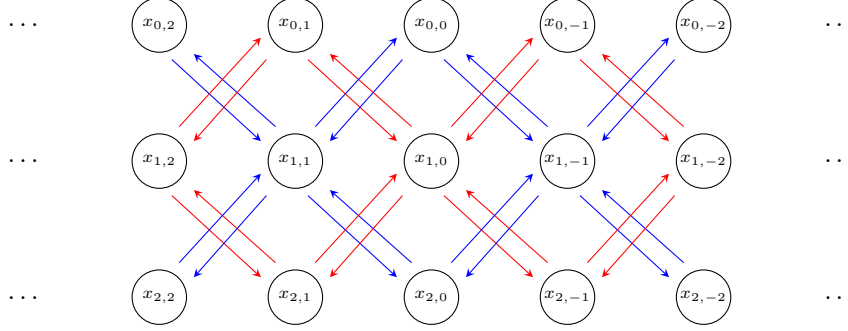 … x_{0,2} x_{0,1} x_{0,0} x_{0,−1} x_{0,−2} ..
… x_{1,2} x_{1,1} x_{1,0} x_{1,−1} x_{1,−2} ..
… x_{2,2} x_{2,1} x_{2,0} x_{2,−1} x_{2,−2} ..